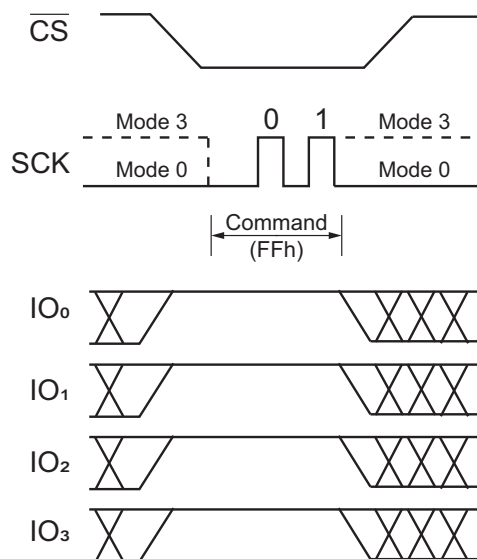 CS
0 1
Mode 3 Mode 3
SCK
Mode 0 Mode 0
Command
(FFh)
IO₀
IO₁
IO₂
IO₃